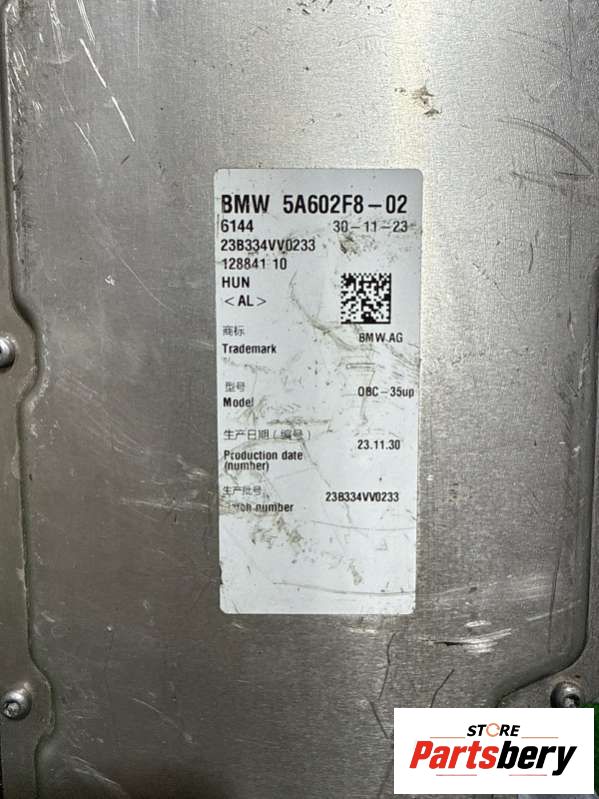 BMW 5A602F8-02
6144 30-11-23
23B334VV0233
128841 10
HUN
<AL>
BMW AG
商标
Trademark
型号
Model OBC-35up
生产日期(编号)
Production date 23.11.30
(number)
生产批号
Batch number 23B334VV0233
STORE
Partsbery